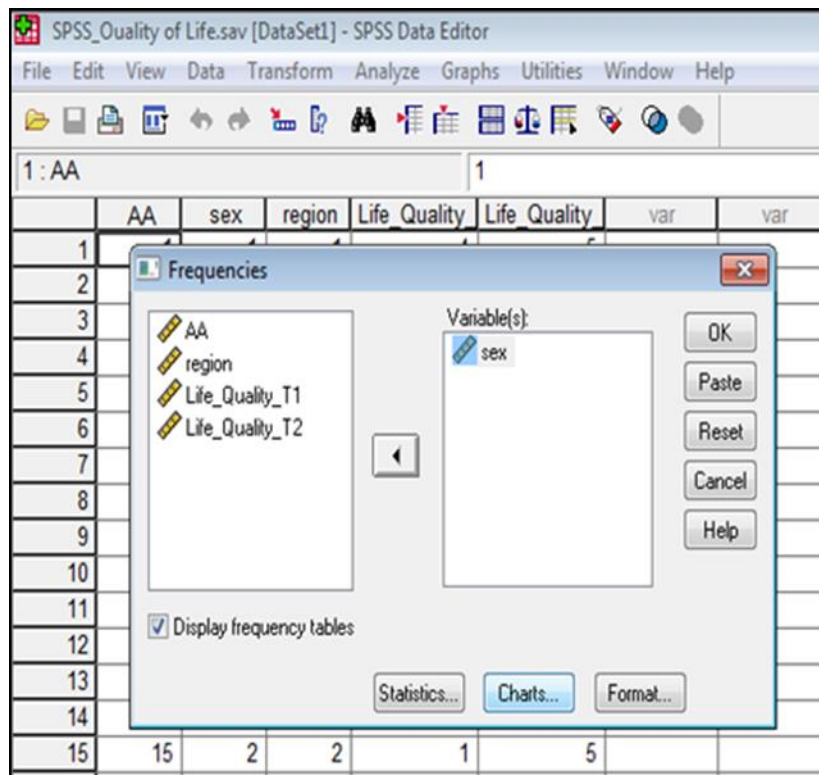 SPSS_Ouality of Life.sav [DataSet1] - SPSS Data Editor
File Edit View Data Transform Analyze Graphs Utilities Window Help
1 : AA 1
AA sex region Life_Quality_ Life_Quality_ var var
1
2
3
4
5
6
7
8
9
10
11
12
13
14
15 15 2 2 1 5
Frequencies
AA
region
Life_Quality_T1
Life_Quality_T2
Variable(s):
sex
OK
Paste
Reset
Cancel
Help
Display frequency tables
Statistics... Charts... Format...